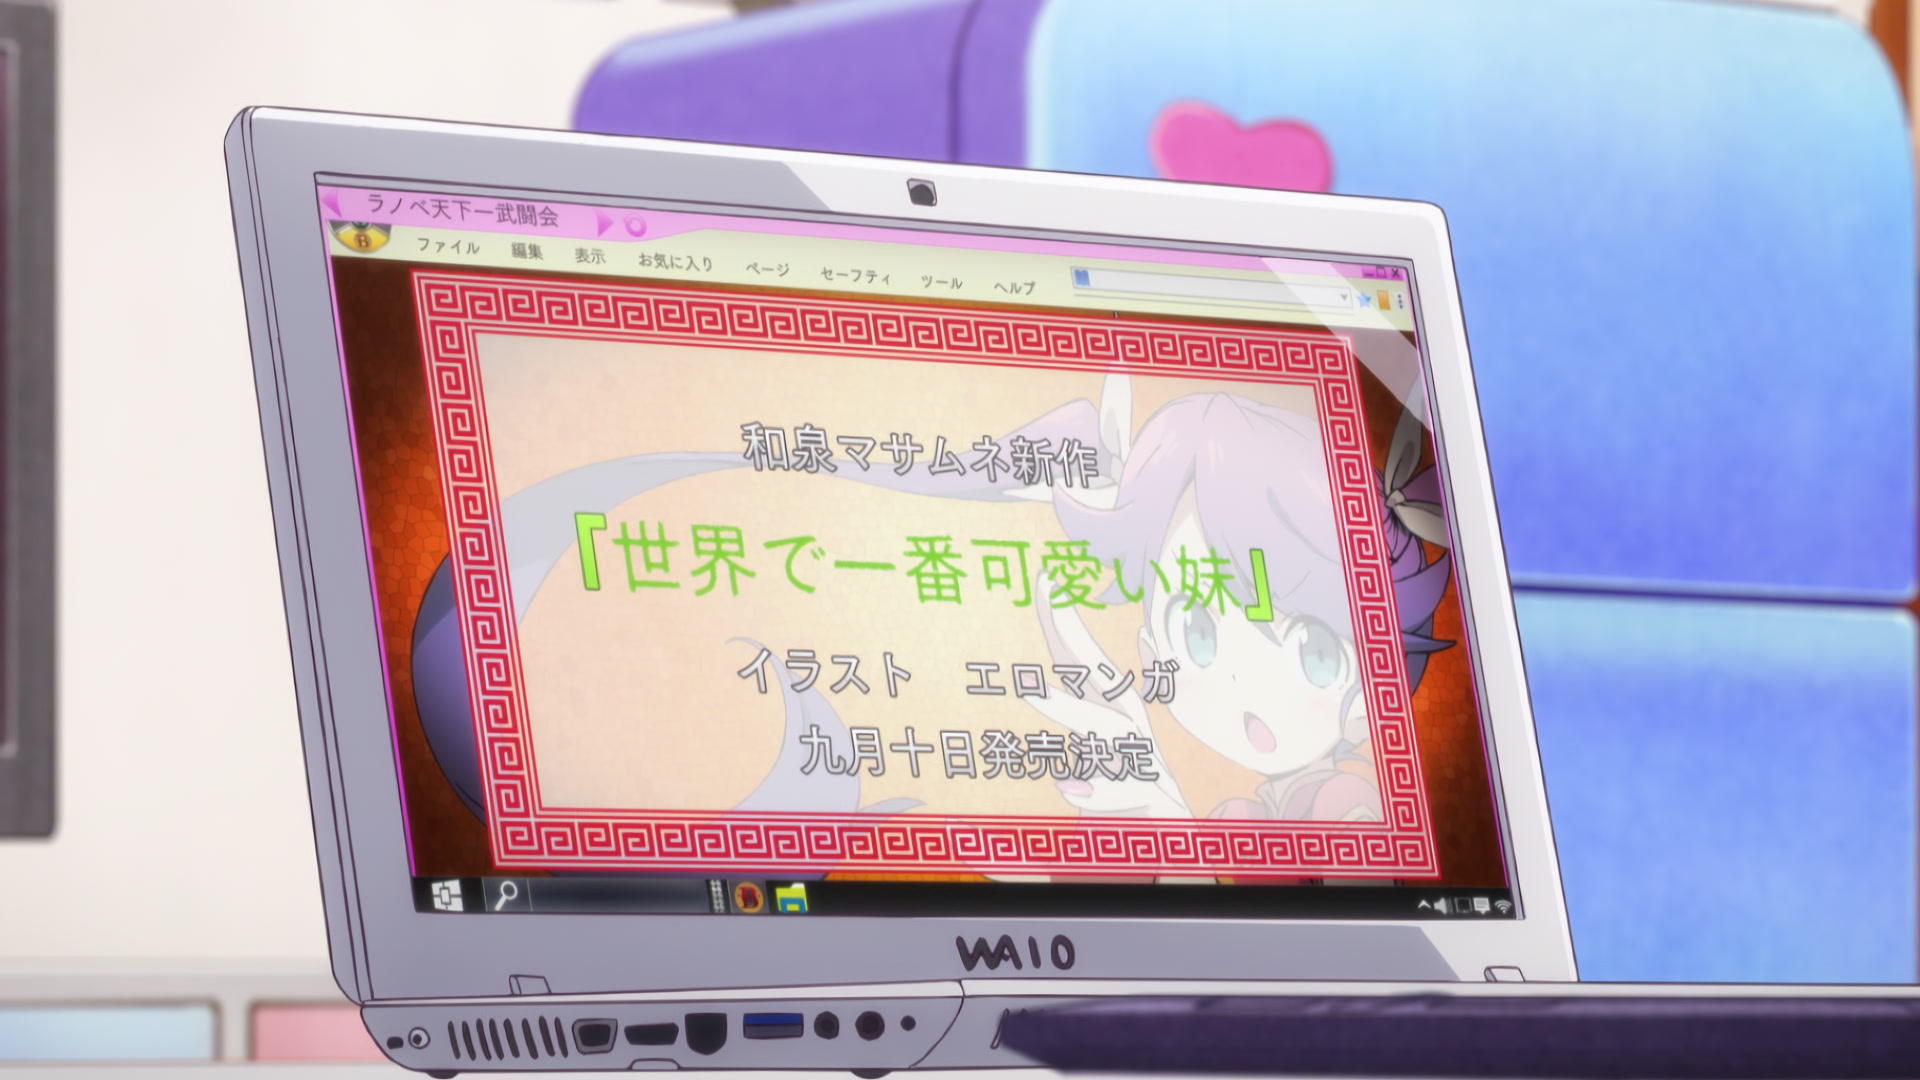 ラノベ天下一武闘会
ファイル 編集 表示 お気に入り ページ セーフティ ツール ヘルプ
和泉マサムネ新作
『世界で一番可愛い妹』
イラスト　エロマンガ
九月十日発売決定
WAIO